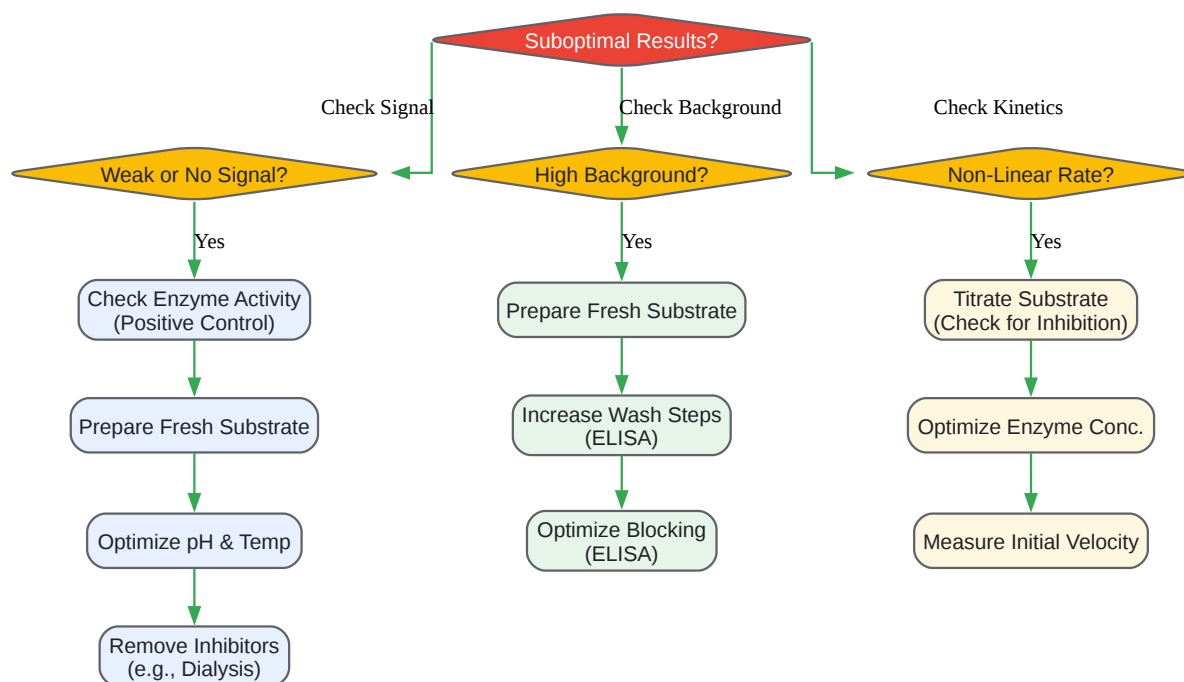 Suboptimal Results?
Check Signal
Check Background
Check Kinetics
Weak or No Signal?
High Background?
Non-Linear Rate?
Yes
Yes
Yes
Check Enzyme Activity
(Positive Control)
Prepare Fresh Substrate
Titrate Substrate
(Check for Inhibition)
Prepare Fresh Substrate
Increase Wash Steps
(ELISA)
Optimize Enzyme Conc.
Optimize pH & Temp
Optimize Blocking
(ELISA)
Measure Initial Velocity
Remove Inhibitors
(e.g., Dialysis)